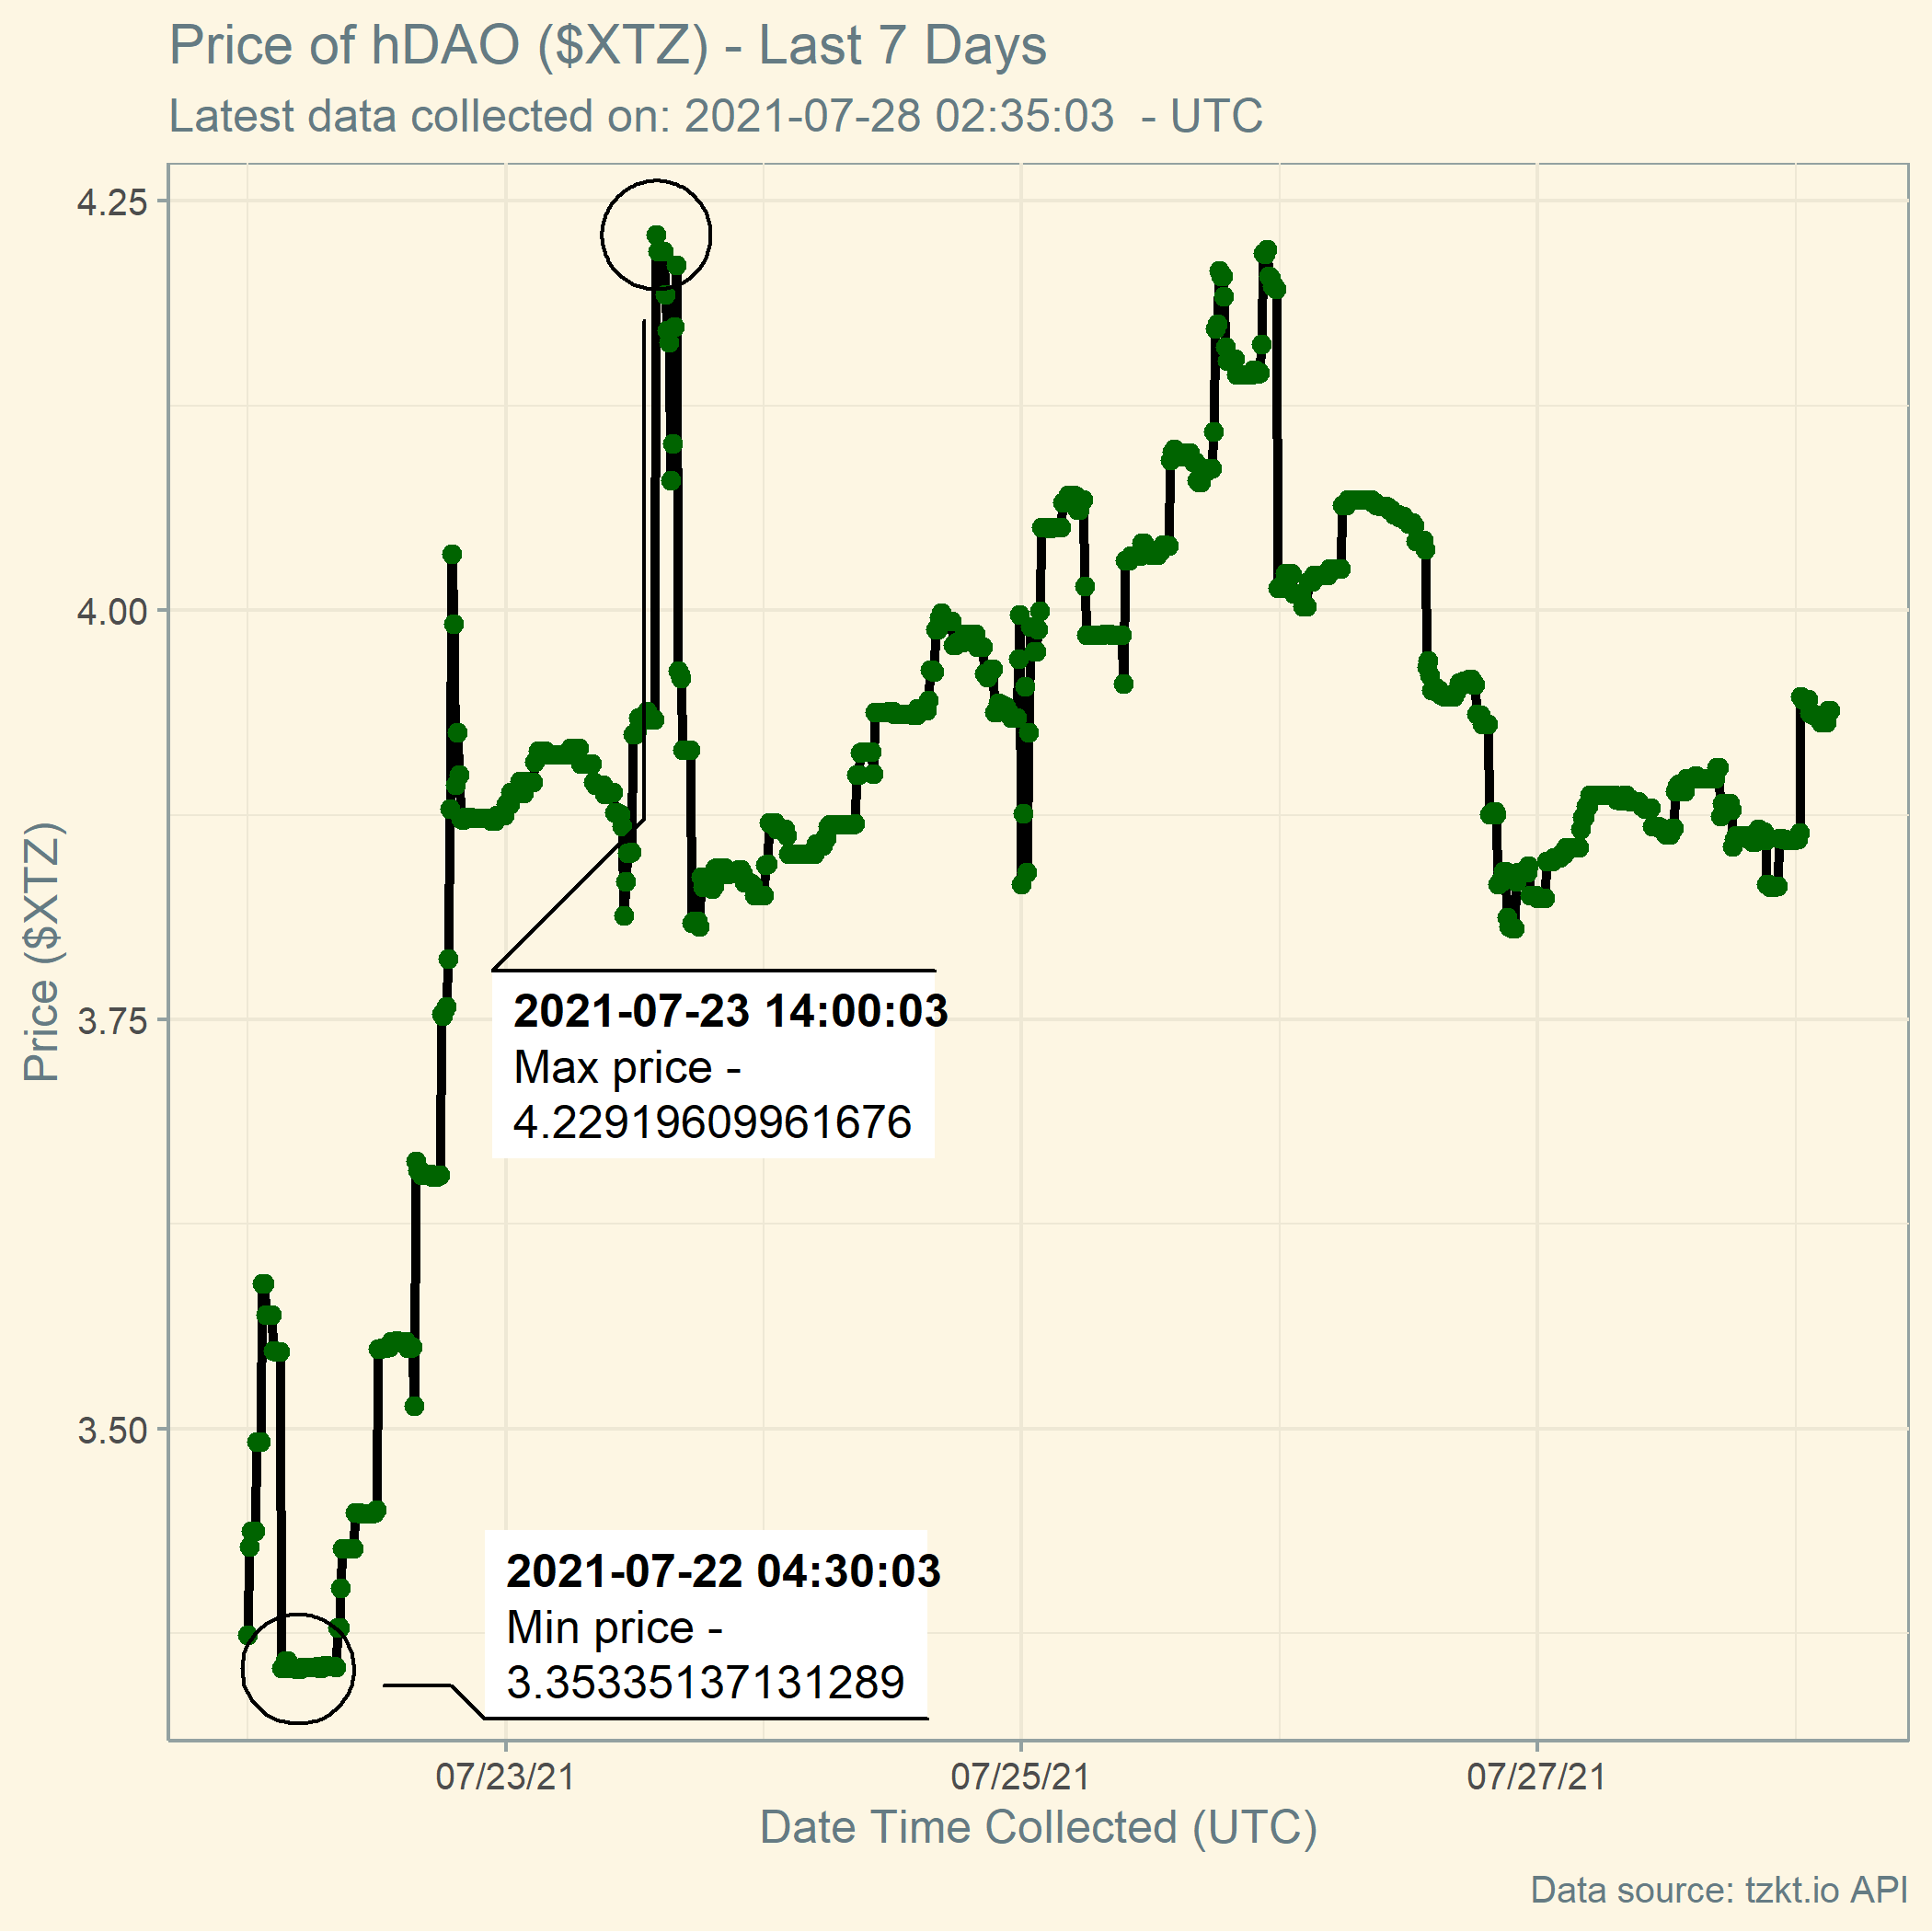 Price of hDAO ($XTZ) - Last 7 Days
Latest data collected on: 2021-07-28 02:35:03  - UTC
4.25
4.00
3.75
3.50
Price ($XTZ)
2021-07-23 14:00:03
Max price -
4.22919609961676
2021-07-22 04:30:03
Min price -
3.35335137131289
07/23/21
07/25/21
07/27/21
Date Time Collected (UTC)
Data source: tzkt.io API